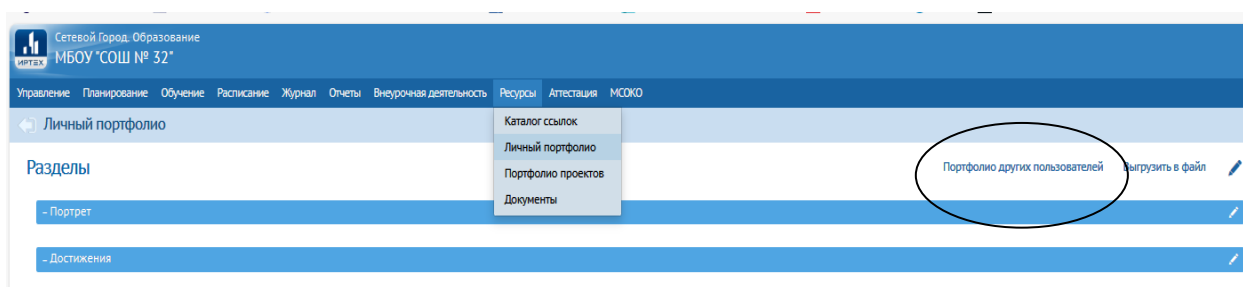 Сетевой Город. Образование
ИРТЕХ МБОУ "СОШ № 32"
Управление Планирование Обучение Расписание Журнал Отчеты Внеурочная деятельность Ресурсы Аттестация МСОКО
Личный портфолио
Каталог ссылок
Личный портфолио
Портфолио проектов
Документы
Разделы
Портфолио других пользователей Выгрузить в файл
– Портрет
– Достижения